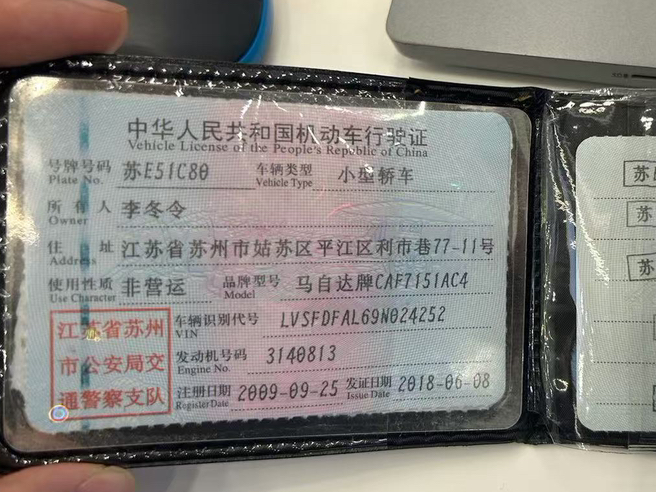 中华人民共和国机动车行驶证
Vehicle License of the People's Republic of China
号牌号码 苏E51C80 车辆类型 小型轿车
Plate No. Vehicle Type
所有人 李冬令
Owner
住址 江苏省苏州市姑苏区平江区利市巷77-11号
Address
使用性质 非营运 品牌型号 马自达牌CAF7151AC4
Use Character Model
江苏省苏州 车辆识别代号 LVSFDFAL69N024252
VIN
市公安局交 发动机号码 3140813
Engine No.
通警察支队 注册日期 2009-09-25 发证日期 2018-06-08
Register Date Issue Date
苏
苏
苏